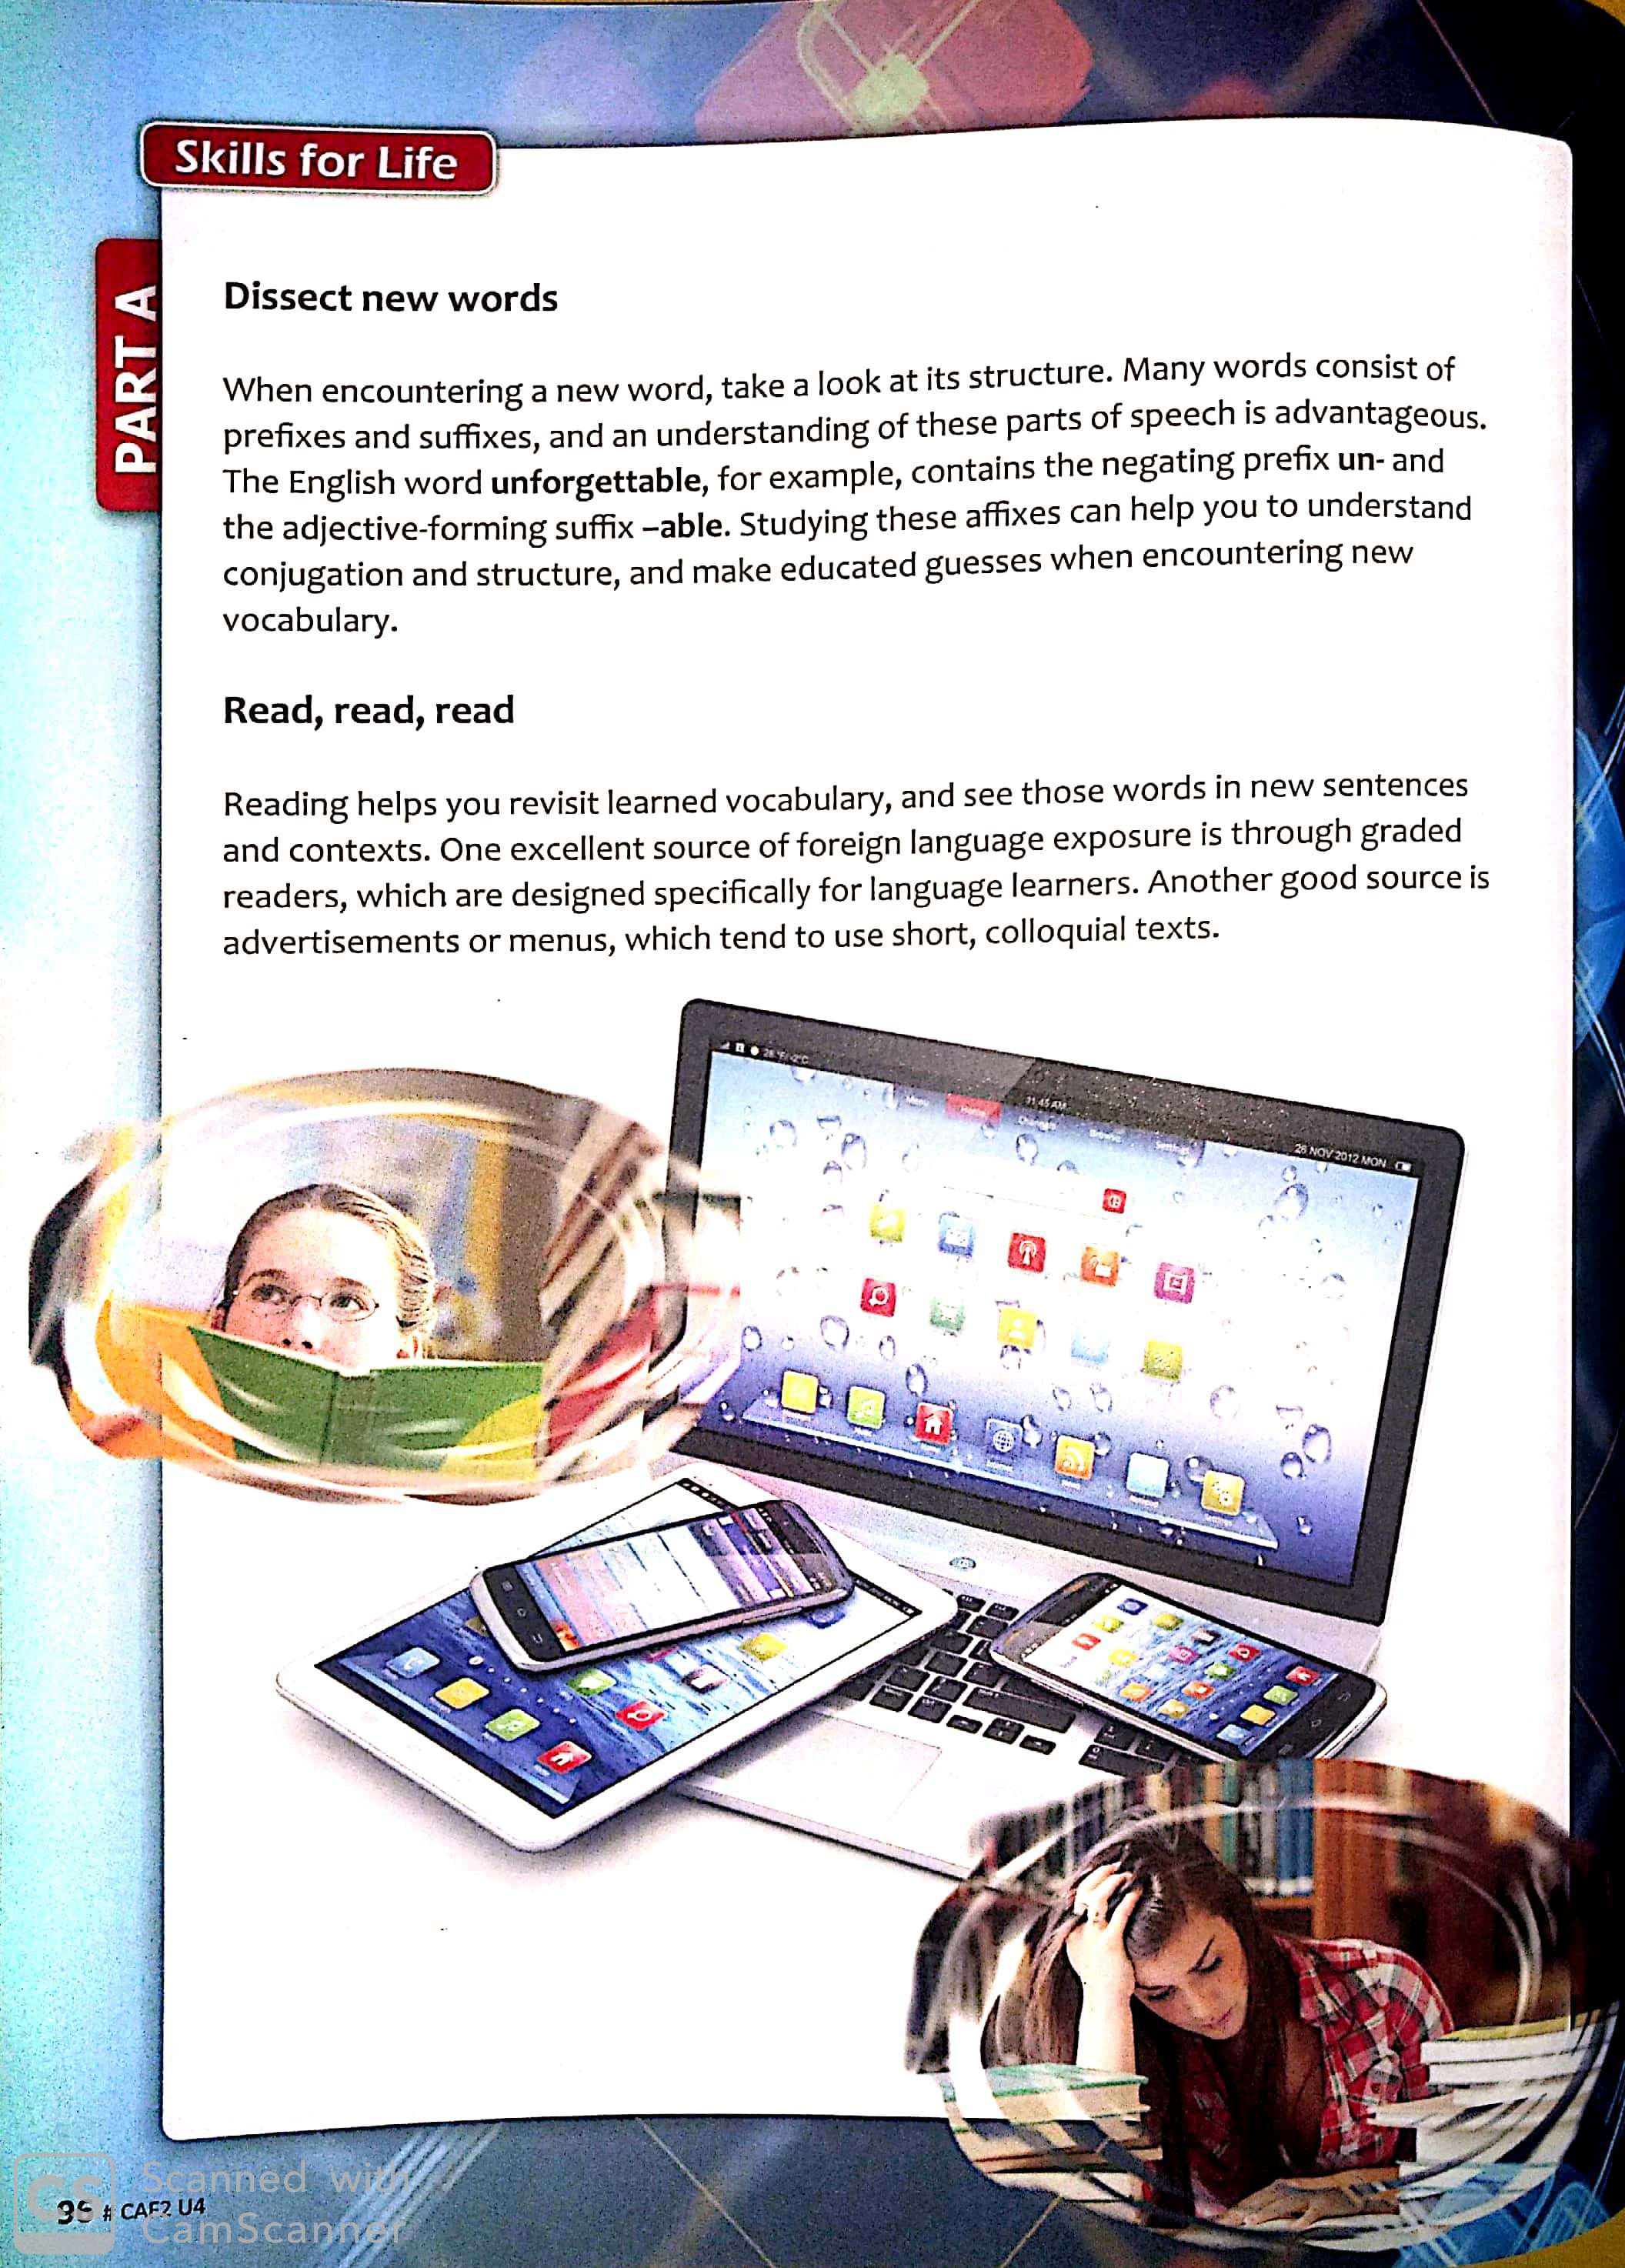 Skills for Life
PART A
Dissect new words
When encountering a new word, take a look at its structure. Many words consist of
prefixes and suffixes, and an understanding of these parts of speech is advantageous.
The English word unforgettable, for example, contains the negating prefix un- and
the adjective-forming suffix –able. Studying these affixes can help you to understand
conjugation and structure, and make educated guesses when encountering new
vocabulary.
Read, read, read
Reading helps you revisit learned vocabulary, and see those words in new sentences
and contexts. One excellent source of foreign language exposure is through graded
readers, which are designed specifically for language learners. Another good source is
advertisements or menus, which tend to use short, colloquial texts.
11:45 AM
28 NOV 2012 MON
CS
Scanned with
CamScanner
# CAF2 U4